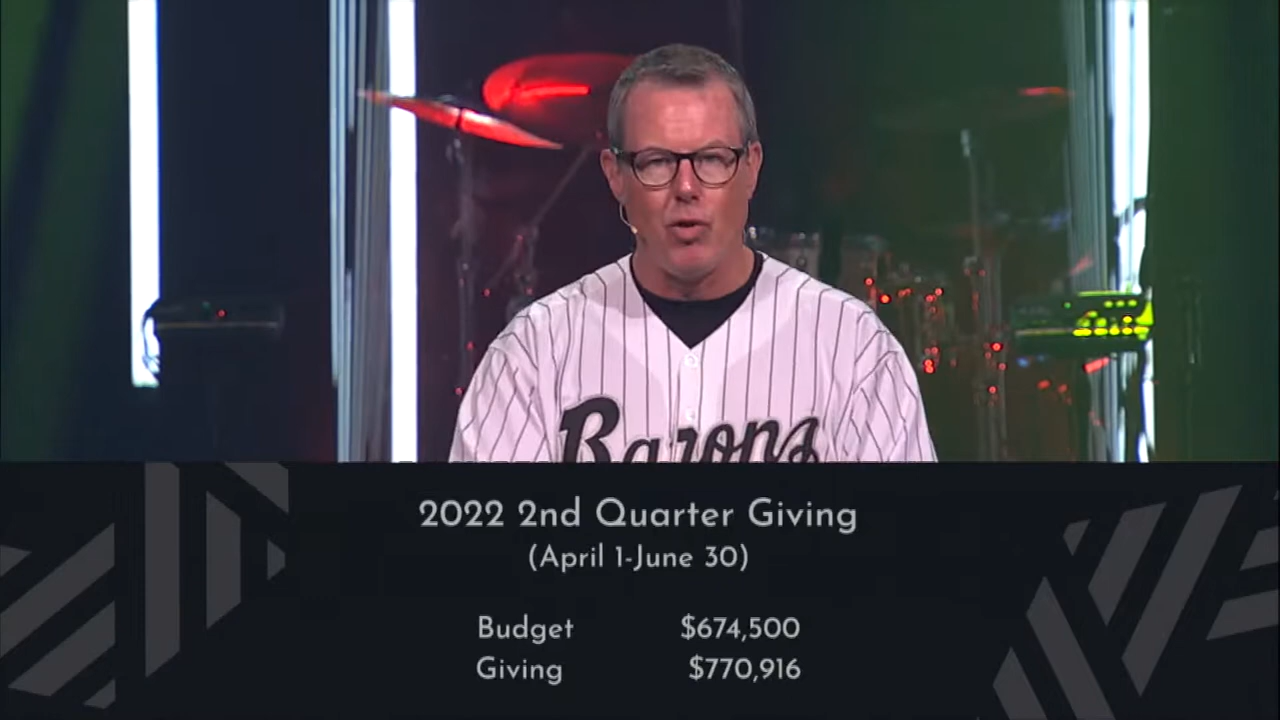 Barons
2022 2nd Quarter Giving
(April 1-June 30)
Budget $674,500
Giving $770,916